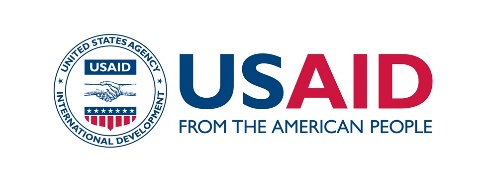 UNITED STATES AGENCY
USAID
INTERNATIONAL DEVELOPMENT
USAID
FROM THE AMERICAN PEOPLE